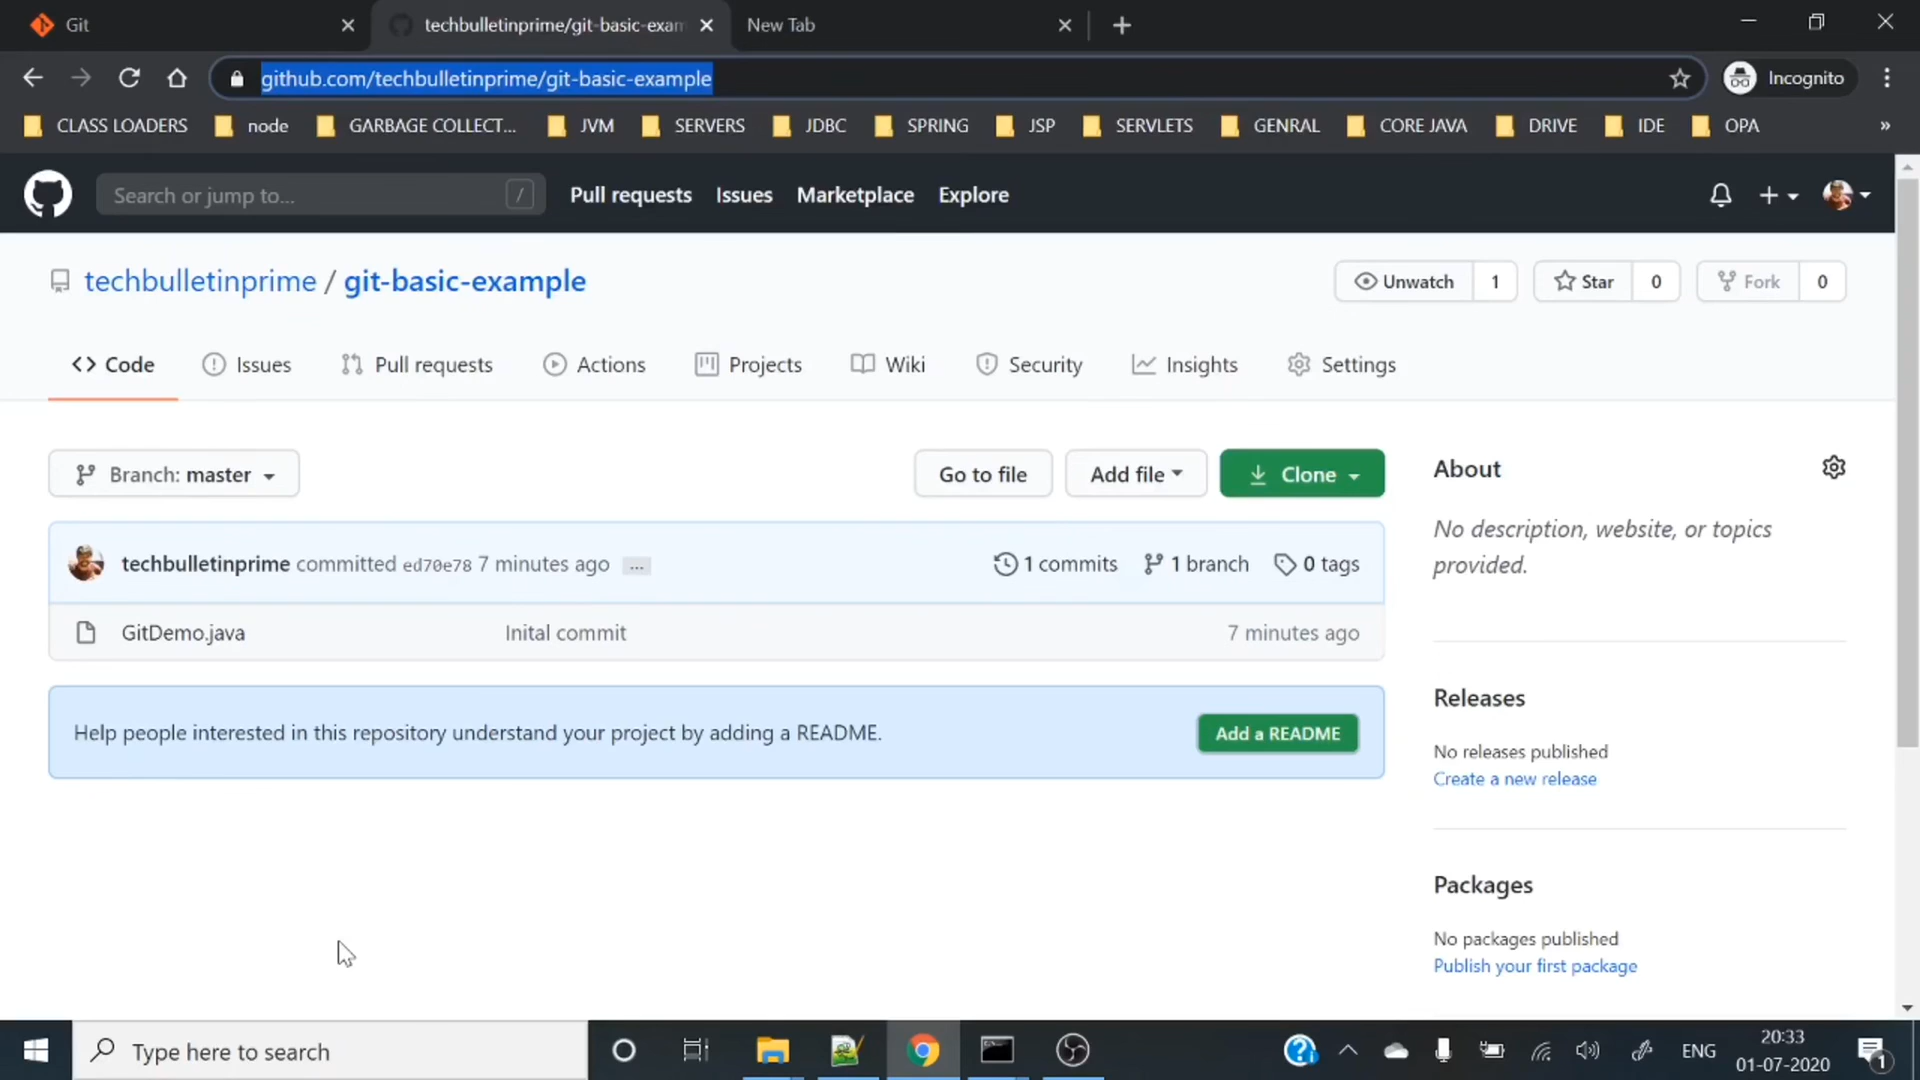 Git
techbulletinprime/git-basic-exam
New Tab
github.com/techbulletinprime/git-basic-example
Incognito
CLASS LOADERS node GARBAGE COLLECT... JVM SERVERS JDBC SPRING JSP SERVLETS GENRAL CORE JAVA DRIVE IDE OPA »
Search or jump to... /
Pull requests Issues Marketplace Explore
techbulletinprime / git-basic-example
Unwatch 1 Star 0 Fork 0
Code Issues Pull requests Actions Projects Wiki Security Insights Settings
Branch: master
Go to file Add file Clone
techbulletinprime committed ed70e78 7 minutes ago ...
1 commits 1 branch 0 tags
GitDemo.java Inital commit 7 minutes ago
Help people interested in this repository understand your project by adding a README.
Add a README
About
No description, website, or topics
provided.
Releases
No releases published
Create a new release
Packages
No packages published
Publish your first package
Type here to search
ENG
20:33
01-07-2020
1